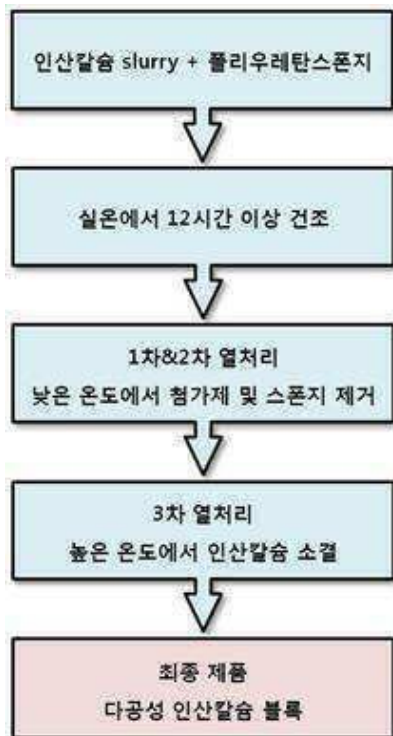 인산칼슘 slurry + 폴리우레탄스폰지
실온에서 12시간 이상 건조
1차&2차 열처리
낮은 온도에서 첨가제 및 스폰지 제거
3차 열처리
높은 온도에서 인산칼슘 소결
최종 제품
다공성 인산칼슘 블록